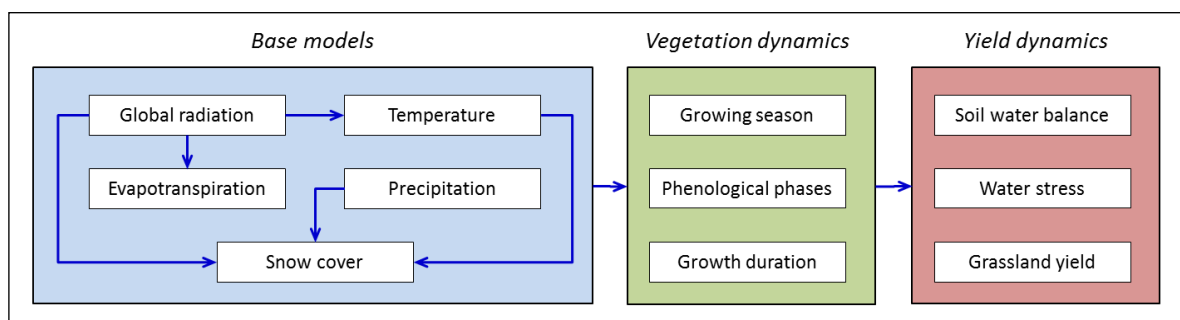 Base models
Vegetation dynamics
Yield dynamics
Global radiation
Temperature
Evapotranspiration
Precipitation
Snow cover
Growing season
Phenological phases
Growth duration
Soil water balance
Water stress
Grassland yield